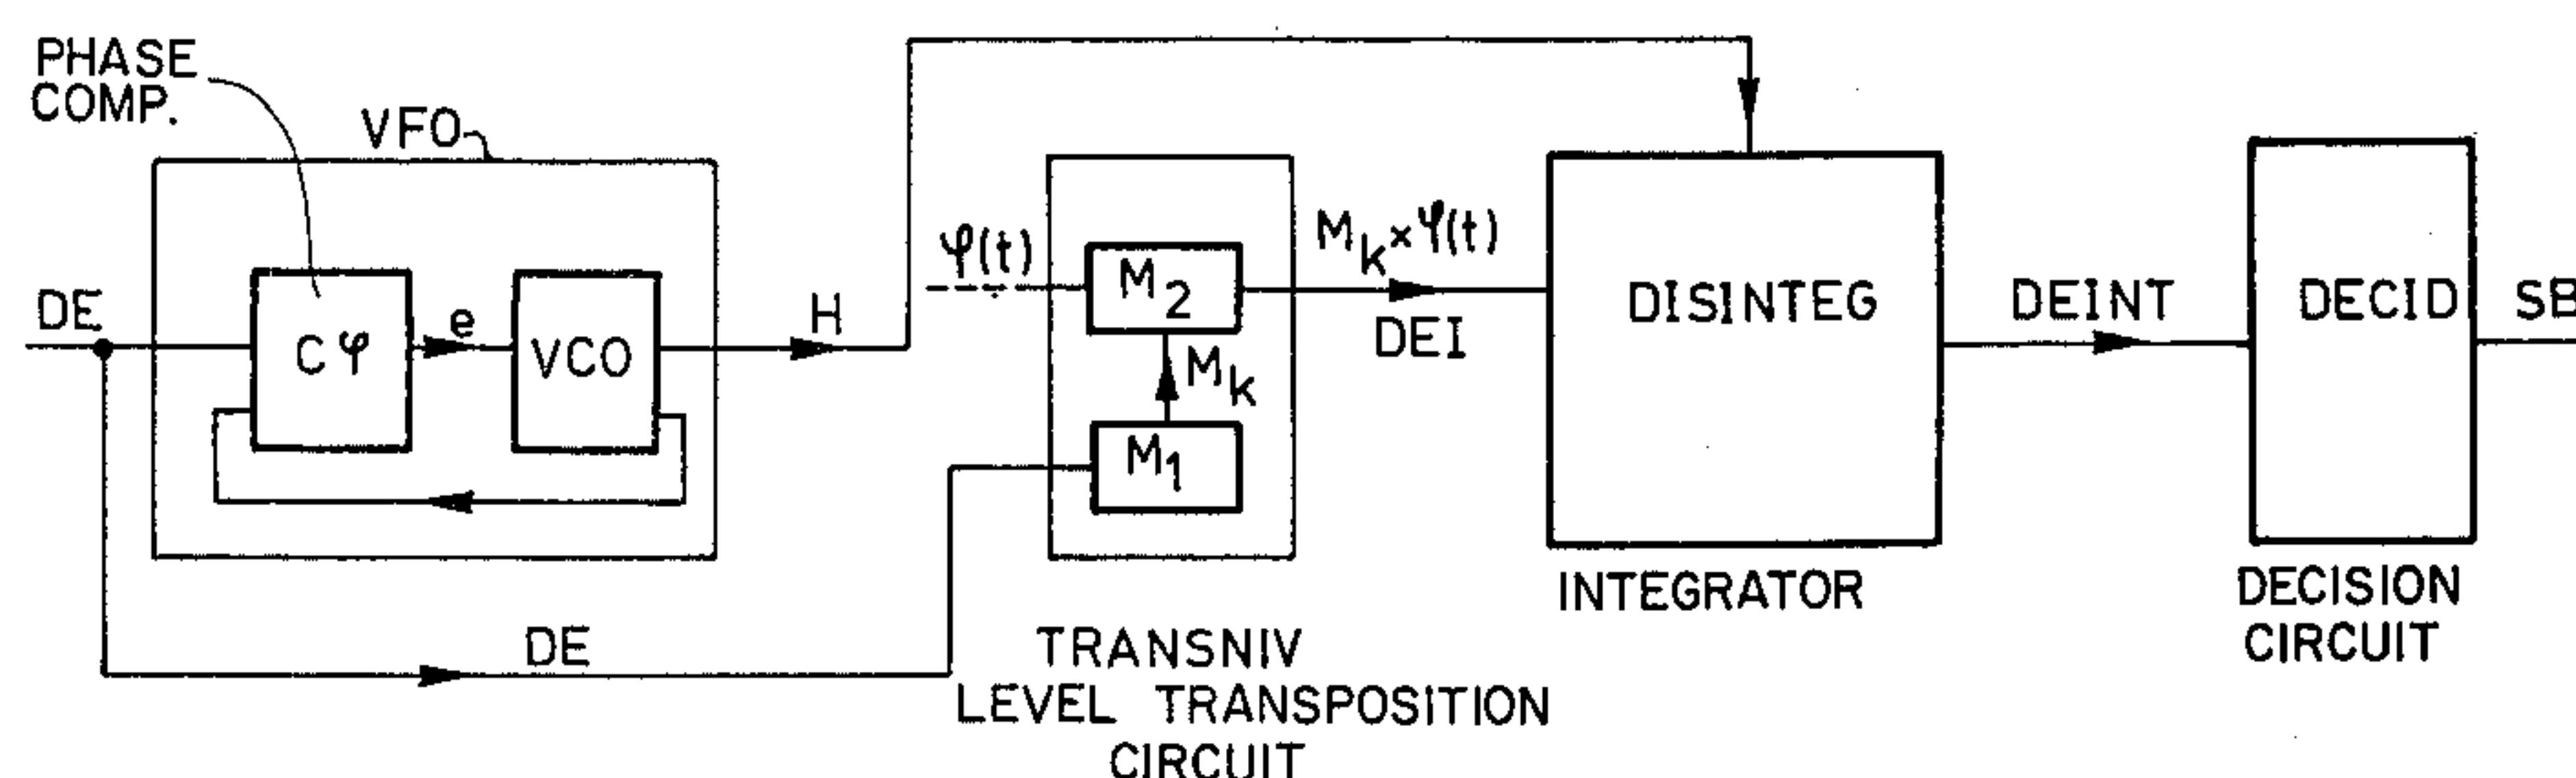 PHASE
COMP.
VFO
DE
Cφ
e
VCO
H
DE
φ(t)
M2
Mk
M1
Mk×φ(t)
DEI
TRANSNIV
LEVEL TRANSPOSITION
CIRCUIT
DISINTEG
INTEGRATOR
DEINT
DECID
DECISION
CIRCUIT
SB